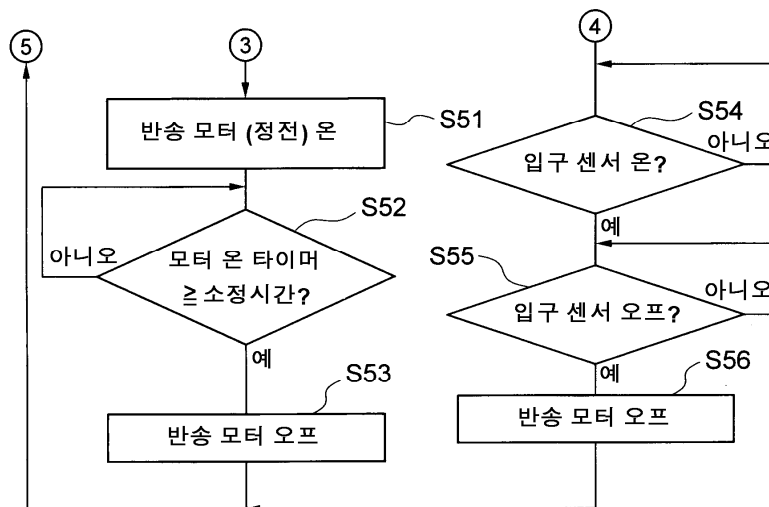 5
3
4
반송 모터 (정전) 온
S51
S54
입구 센서 온?
아니오
예
S52
모터 온 타이머
≧ 소정시간?
아니오
예
S55
입구 센서 오프?
아니오
예
S53
반송 모터 오프
S56
반송 모터 오프